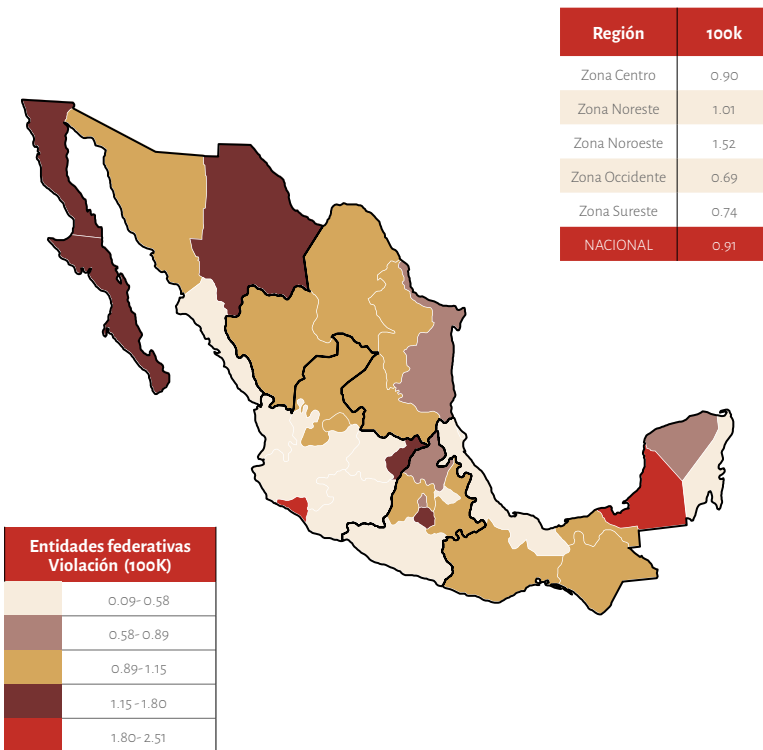 Región 100k
Zona Centro 0.90
Zona Noreste 1.01
Zona Noroeste 1.52
Zona Occidente 0.69
Zona Sureste 0.74
NACIONAL 0.91
Entidades federativas
Violación (100K)
0.09-0.58
0.58-0.89
0.89-1.15
1.15-1.80
1.80-2.51